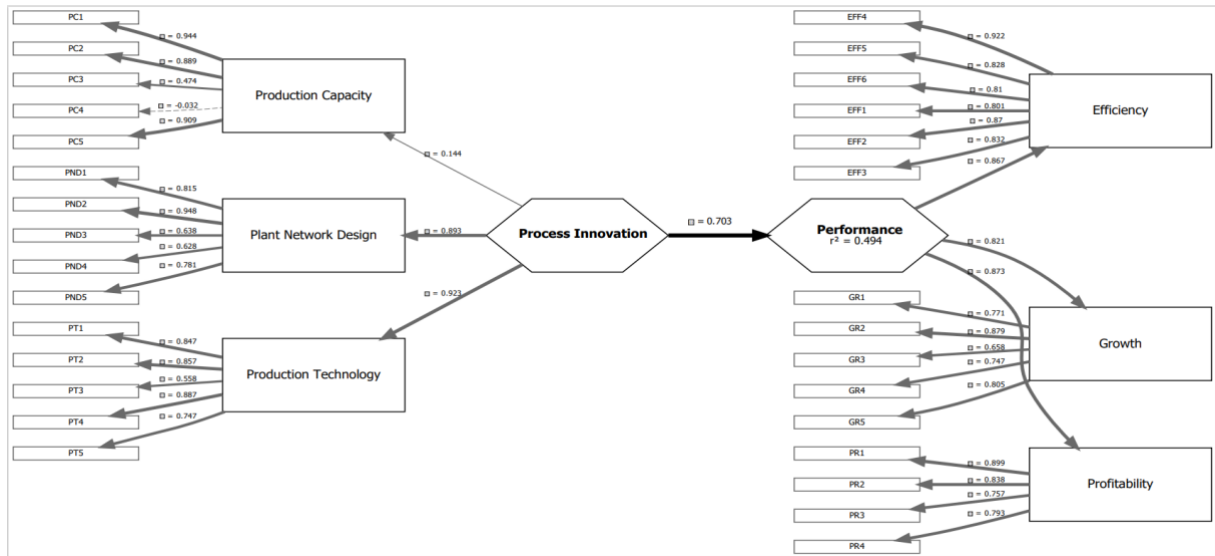 PC1
PC2
PC3
PC4
PC5
□ = 0.944
□ = 0.889
□ = 0.474
□ = -0.032
□ = 0.909
Production Capacity
□ = 0.144
PND1
PND2
PND3
PND4
PND5
□ = 0.815
□ = 0.948
□ = 0.638
□ = 0.628
□ = 0.781
Plant Network Design
□ = 0.893
PT1
PT2
PT3
PT4
PT5
□ = 0.847
□ = 0.857
□ = 0.558
□ = 0.887
□ = 0.747
Production Technology
□ = 0.923
Process Innovation
□ = 0.703
Performance
r² = 0.494
EFF4
EFF5
EFF6
EFF1
EFF2
EFF3
□ = 0.922
□ = 0.828
□ = 0.81
□ = 0.801
□ = 0.87
□ = 0.832
□ = 0.867
Efficiency
□ = 0.821
□ = 0.873
GR1
GR2
GR3
GR4
GR5
□ = 0.771
□ = 0.879
□ = 0.658
□ = 0.747
□ = 0.805
Growth
PR1
PR2
PR3
PR4
□ = 0.899
□ = 0.838
□ = 0.757
□ = 0.793
Profitability